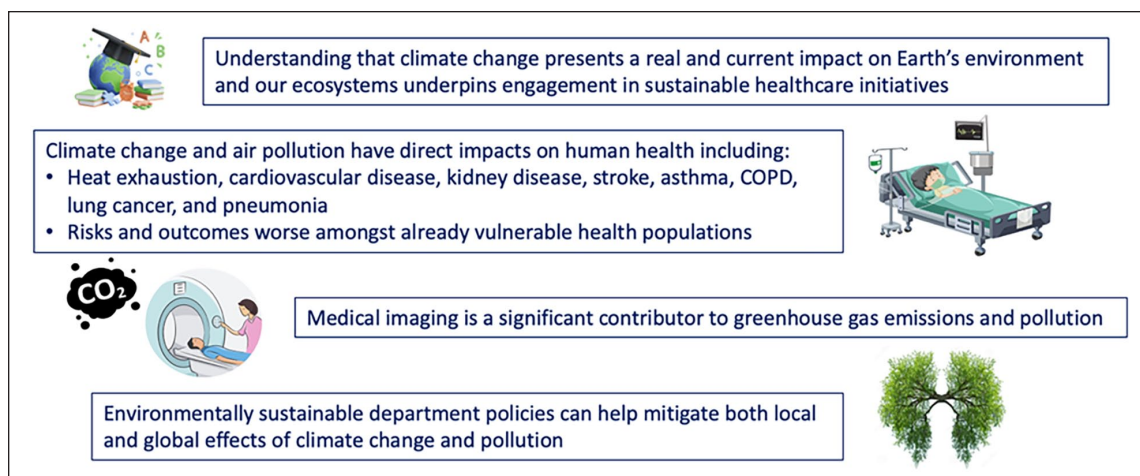 A
B
C
Understanding that climate change presents a real and current impact on Earth's environment
and our ecosystems underpins engagement in sustainable healthcare initiatives
Climate change and air pollution have direct impacts on human health including:
• Heat exhaustion, cardiovascular disease, kidney disease, stroke, asthma, COPD,
lung cancer, and pneumonia
• Risks and outcomes worse amongst already vulnerable health populations
CO₂
Medical imaging is a significant contributor to greenhouse gas emissions and pollution
Environmentally sustainable department policies can help mitigate both local
and global effects of climate change and pollution